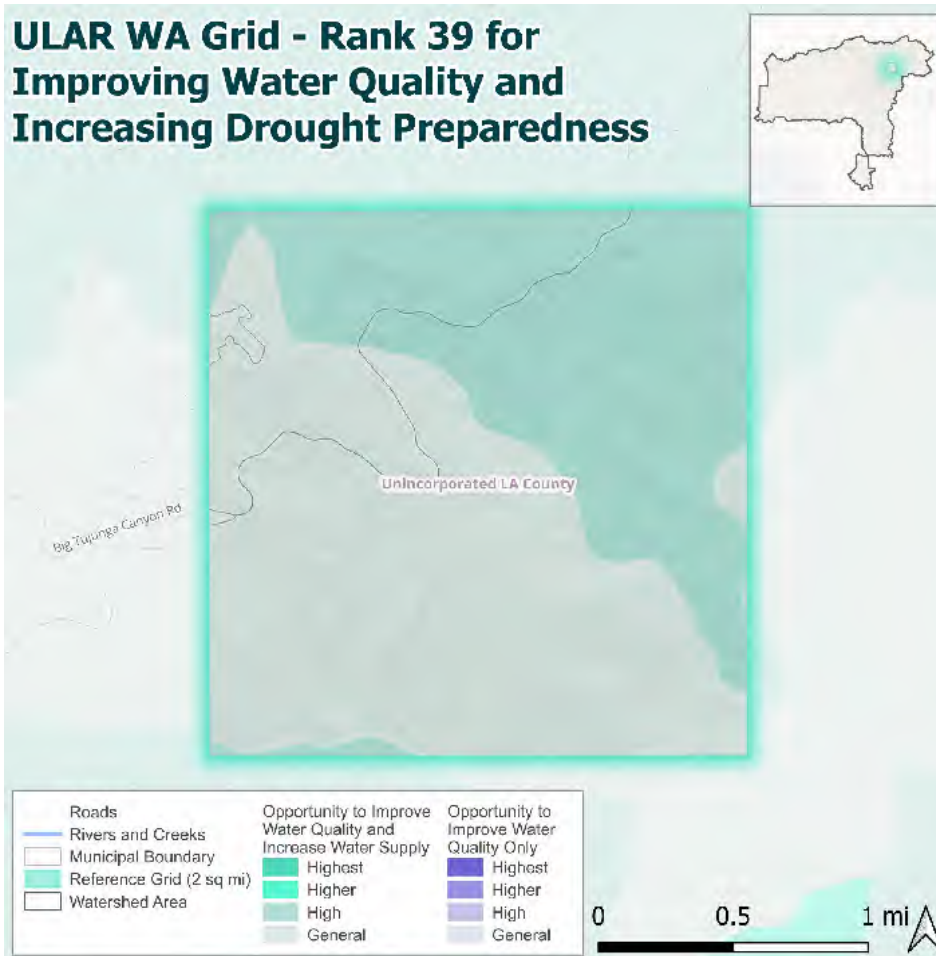 ULAR WA Grid - Rank 39 for
Improving Water Quality and
Increasing Drought Preparedness
Unincorporated LA County
Big Tujunga Canyon Rd
Roads
Rivers and Creeks
Municipal Boundary
Reference Grid (2 sq mi)
Watershed Area
Opportunity to Improve
Water Quality and
Increase Water Supply
Highest
Higher
High
General
Opportunity to
Improve Water
Quality Only
Highest
Higher
High
General
0 0.5 1 mi